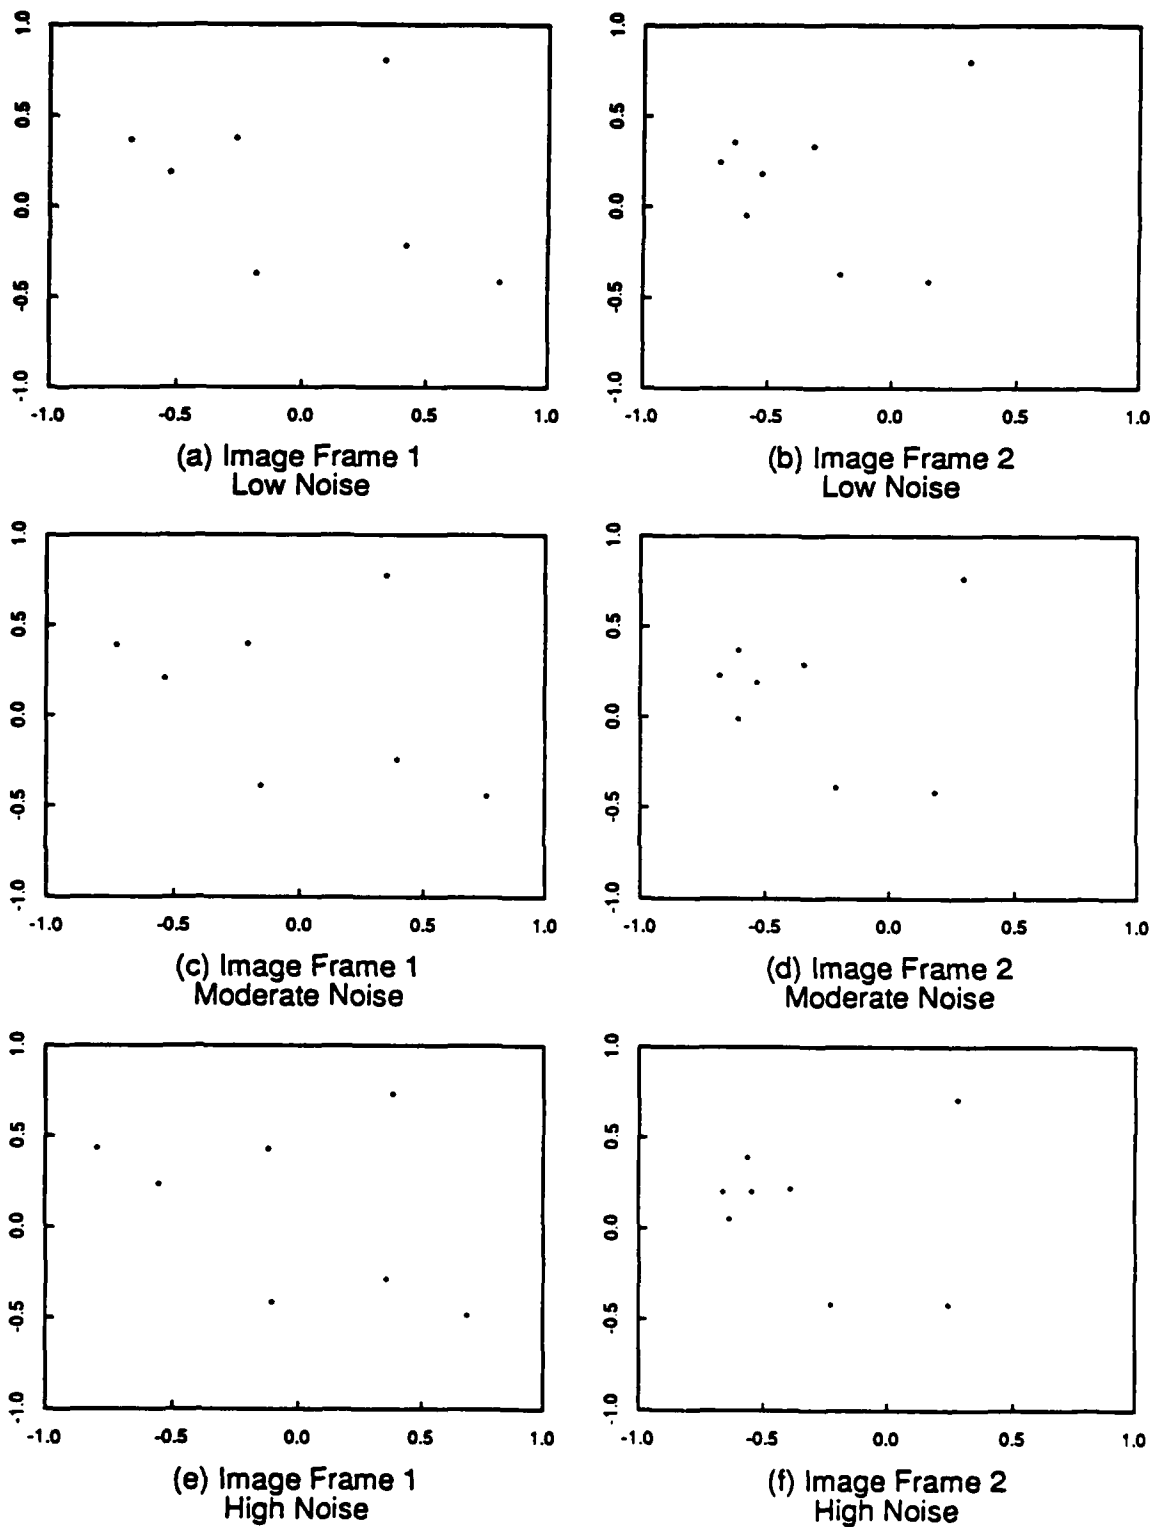 1.0
0.5
0.0
-0.5
-1.0
-1.0 -0.5 0.0 0.5 1.0
(a) Image Frame 1
Low Noise
1.0
0.5
0.0
-0.5
-1.0
-1.0 -0.5 0.0 0.5 1.0
(b) Image Frame 2
Low Noise
1.0
0.5
0.0
-0.5
-1.0
-1.0 -0.5 0.0 0.5 1.0
(c) Image Frame 1
Moderate Noise
1.0
0.5
0.0
-0.5
-1.0
-1.0 -0.5 0.0 0.5 1.0
(d) Image Frame 2
Moderate Noise
1.0
0.5
0.0
-0.5
-1.0
-1.0 -0.5 0.0 0.5 1.0
(e) Image Frame 1
High Noise
1.0
0.5
0.0
-0.5
-1.0
-1.0 -0.5 0.0 0.5 1.0
(f) Image Frame 2
High Noise